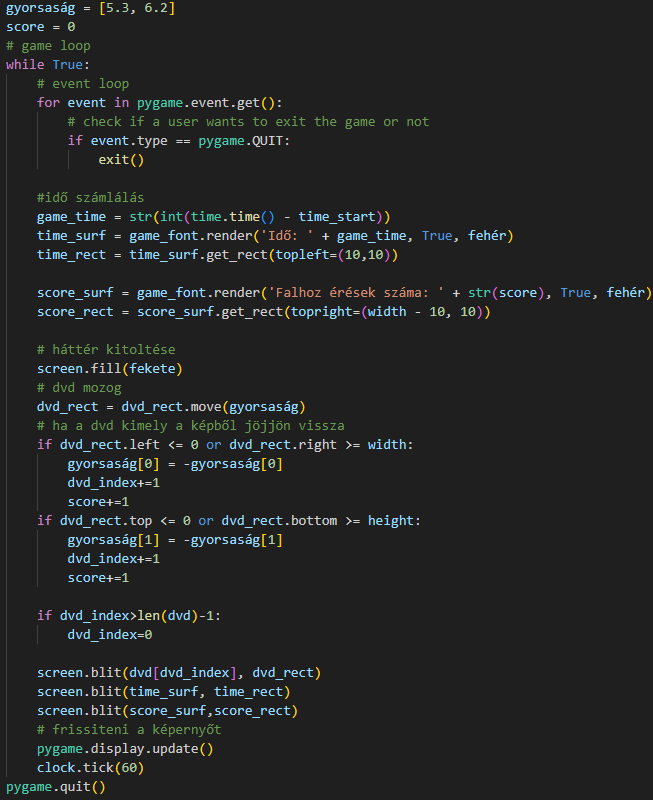 gyorsaság = [5.3, 6.2]
score = 0
# game loop
while True:
    # event loop
    for event in pygame.event.get():
        # check if a user wants to exit the game or not
        if event.type == pygame.QUIT:
            exit()

    #idő számlálás
    game_time = str(int(time.time() - time_start))
    time_surf = game_font.render('Idő: ' + game_time, True, fehér)
    time_rect = time_surf.get_rect(topleft=(10,10))

    score_surf = game_font.render('Falhoz érések száma: ' + str(score), True, fehér)
    score_rect = score_surf.get_rect(topright=(width - 10, 10))

    # háttér kitoltése
    screen.fill(fekete)
    # dvd mozog
    dvd_rect = dvd_rect.move(gyorsaság)
    # ha a dvd kimely a képből jöjjön vissza
    if dvd_rect.left <= 0 or dvd_rect.right >= width:
        gyorsaság[0] = -gyorsaság[0]
        dvd_index+=1
        score+=1
    if dvd_rect.top <= 0 or dvd_rect.bottom >= height:
        gyorsaság[1] = -gyorsaság[1]
        dvd_index+=1
        score+=1

    if dvd_index>len(dvd)-1:
        dvd_index=0

    screen.blit(dvd[dvd_index], dvd_rect)
    screen.blit(time_surf, time_rect)
    screen.blit(score_surf,score_rect)
    # frissiteni a képernyőt
    pygame.display.update()
    clock.tick(60)
pygame.quit()